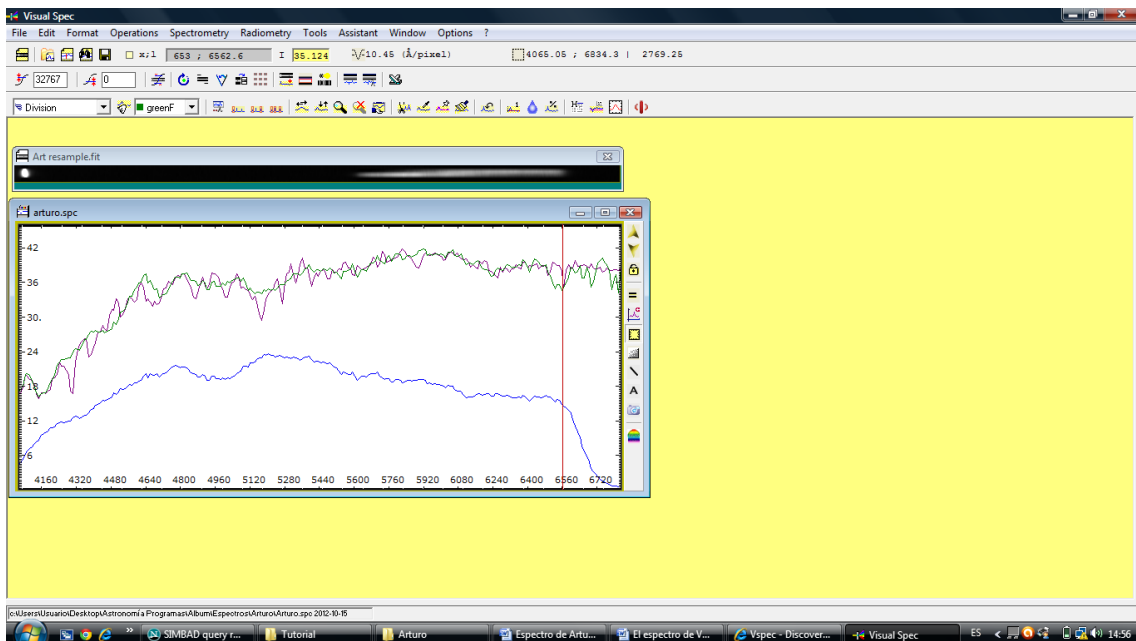 Visual Spec
File Edit Format Operations Spectrometry Radiometry Tools Assistant Window Options ?
x;l 653 ; 6562.6 I 35.124 10.45 (Å/pixel) 4065.05 ; 6834.3 | 2769.25
32767 0
Division greenF
Art resample.fit
arturo.spc
42
36
30.
24
18
12
6
4160 4320 4480 4640 4800 4960 5120 5280 5440 5600 5760 5920 6080 6240 6400 6560 6720
A
c:\Users\Usuario\Desktop\Astronomía Programas\Album\Espectros\Arturo\Arturo.spc 2012-10-15
SIMBAD query r... Tutorial Arturo Espectro de Artu... El espectro de V... Vspec - Discover... Visual Spec ES 14:56